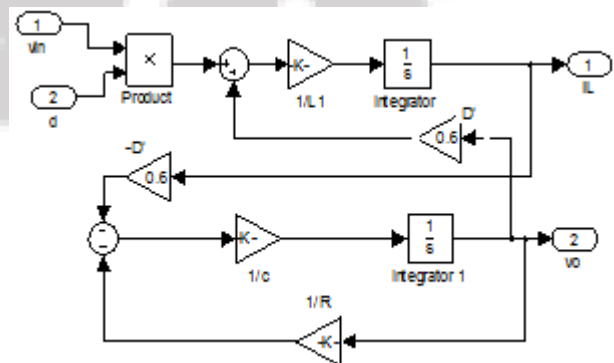 1
vin
2
d
×
Product
+
+
-K-
1/L1
1
s
Integrator
1
IL
D'
0.6
-D'
0.6
-
-
-K-
1/c
1
s
Integrator 1
2
vo
1/R
-K-